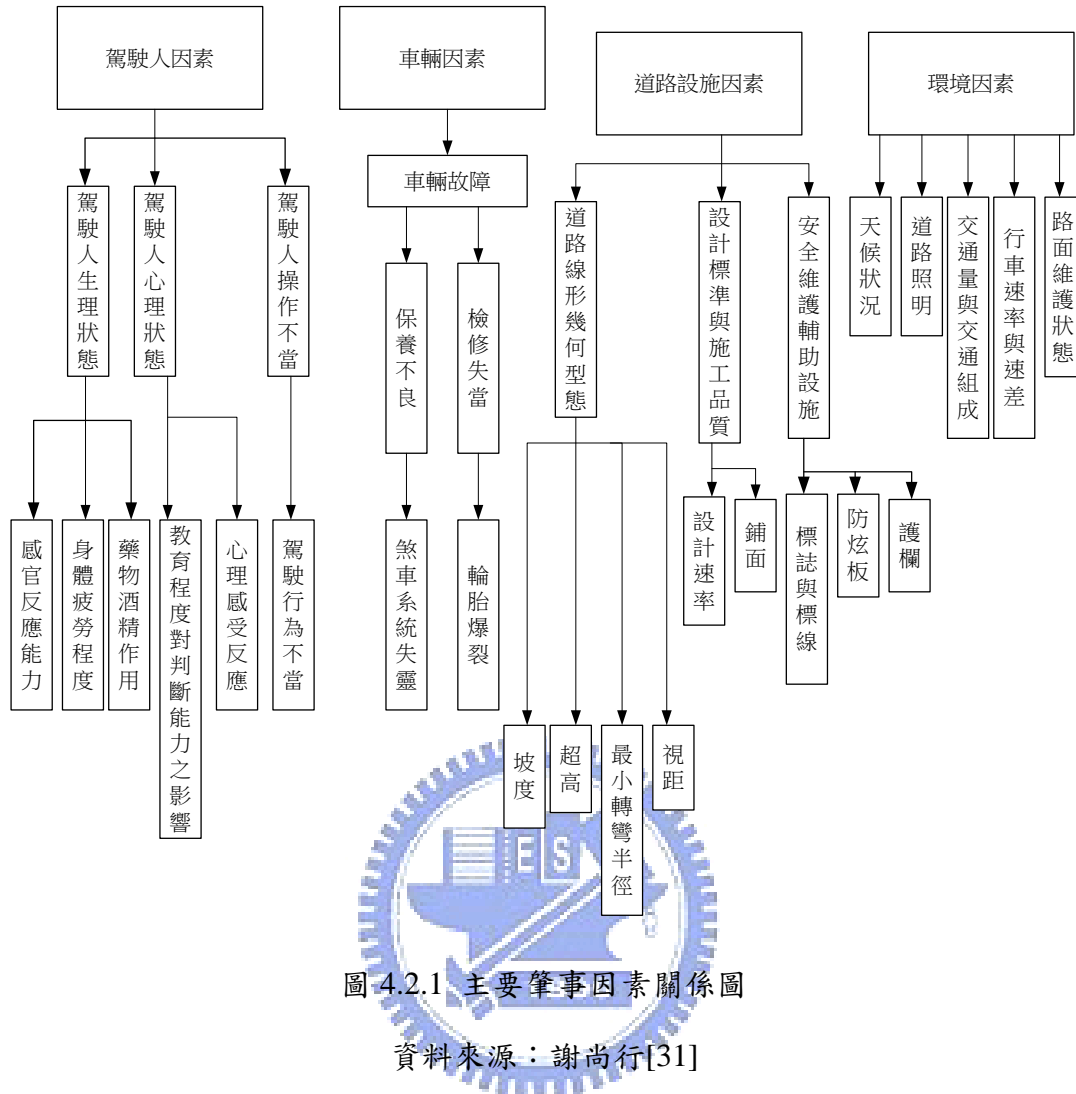 駕駛人因素
車輛因素
道路設施因素
環境因素
車輛故障
駕駛人生理狀態
駕駛人心理狀態
駕駛人操作不當
保養不良
檢修失當
道路線形幾何型態
設計標準與施工品質
安全維護輔助設施
天候狀況
道路照明
交通量與交通組成
行車速率與速差
路面維護狀態
感官反應能力
身體疲勞程度
藥物酒精作用
教育程度對判斷能力之影響
心理感受反應
駕駛行為不當
煞車系統失靈
輪胎爆裂
設計速率
鋪面
標誌與標線
防炫板
護欄
坡度
超高
最小轉彎半徑
視距
ES
圖 4.2.1 主要肇事因素關係圖
資料來源：謝尚行[31]